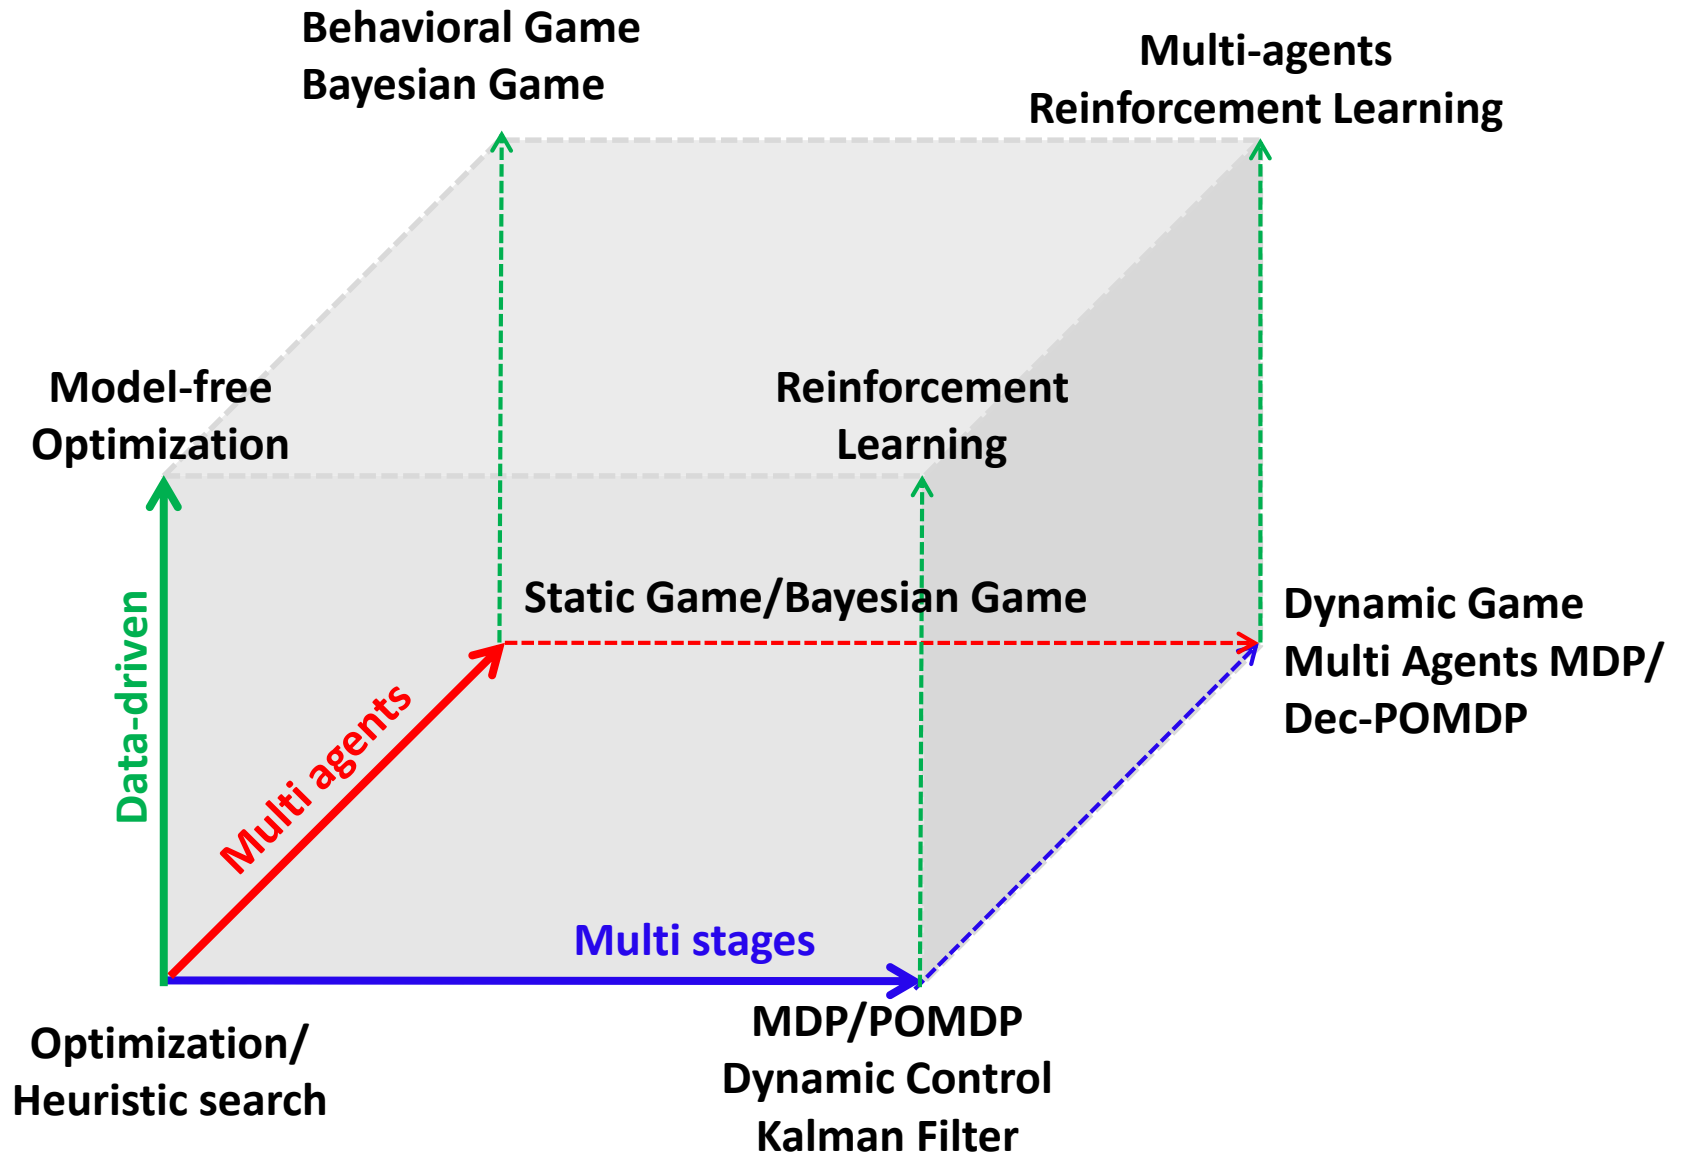 Behavioral Game
Bayesian Game
Multi-agents
Reinforcement Learning
Model-free
Optimization
Reinforcement
Learning
Data-driven
Multi agents
Static Game/Bayesian Game
Dynamic Game
Multi Agents MDP/
Dec-POMDP
Multi stages
Optimization/
Heuristic search
MDP/POMDP
Dynamic Control
Kalman Filter